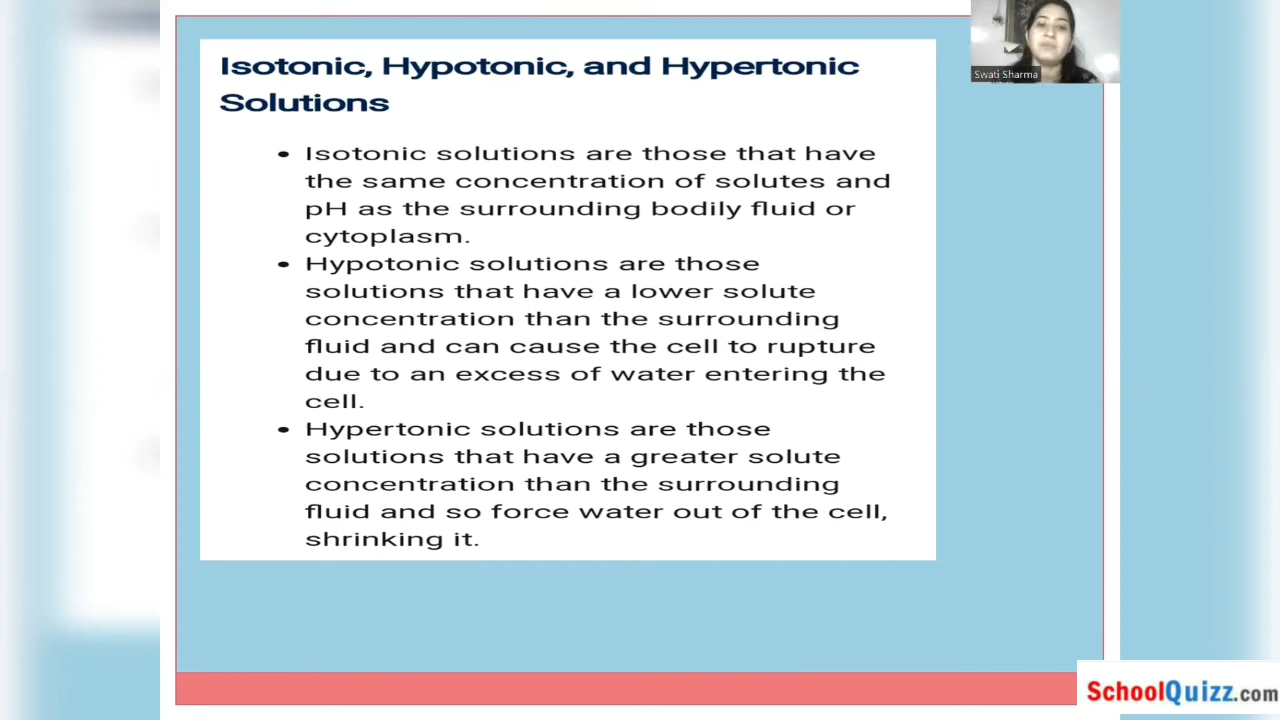 Isotonic, Hypotonic, and Hypertonic
Solutions
• Isotonic solutions are those that have
the same concentration of solutes and
pH as the surrounding bodily fluid or
cytoplasm.
• Hypotonic solutions are those
solutions that have a lower solute
concentration than the surrounding
fluid and can cause the cell to rupture
due to an excess of water entering the
cell.
• Hypertonic solutions are those
solutions that have a greater solute
concentration than the surrounding
fluid and so force water out of the cell,
shrinking it.
Swati Sharma
SchoolQuizz.com